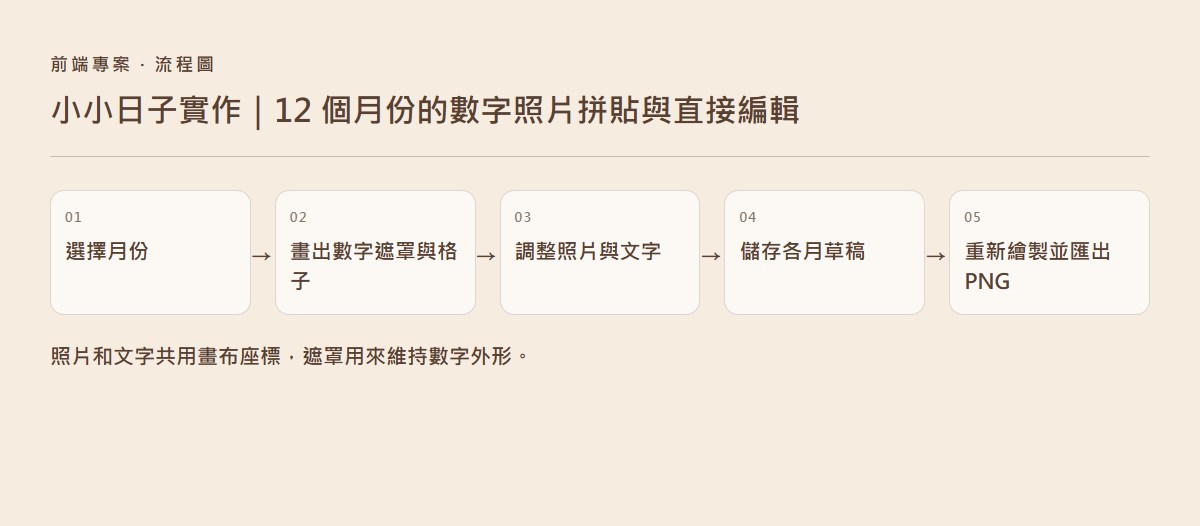 前端專案 · 流程圖
小小日子實作｜12 個月份的數字照片拼貼與直接編輯
01
選擇月份
→
02
畫出數字遮罩與格
子
→
03
調整照片與文字
→
04
儲存各月草稿
→
05
重新繪製並匯出
PNG
照片和文字共用畫布座標，遮罩用來維持數字外形。